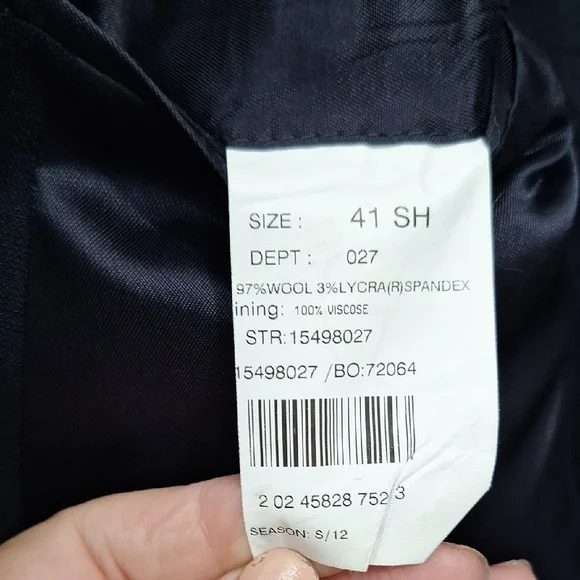 SIZE : 41 SH
DEPT : 027
97%WOOL 3%LYCRA(R)SPANDEX
ining: 100% VISCOSE
STR:15498027
15498027 /BO:72064
2 02 45828 752 3
SEASON: S/12